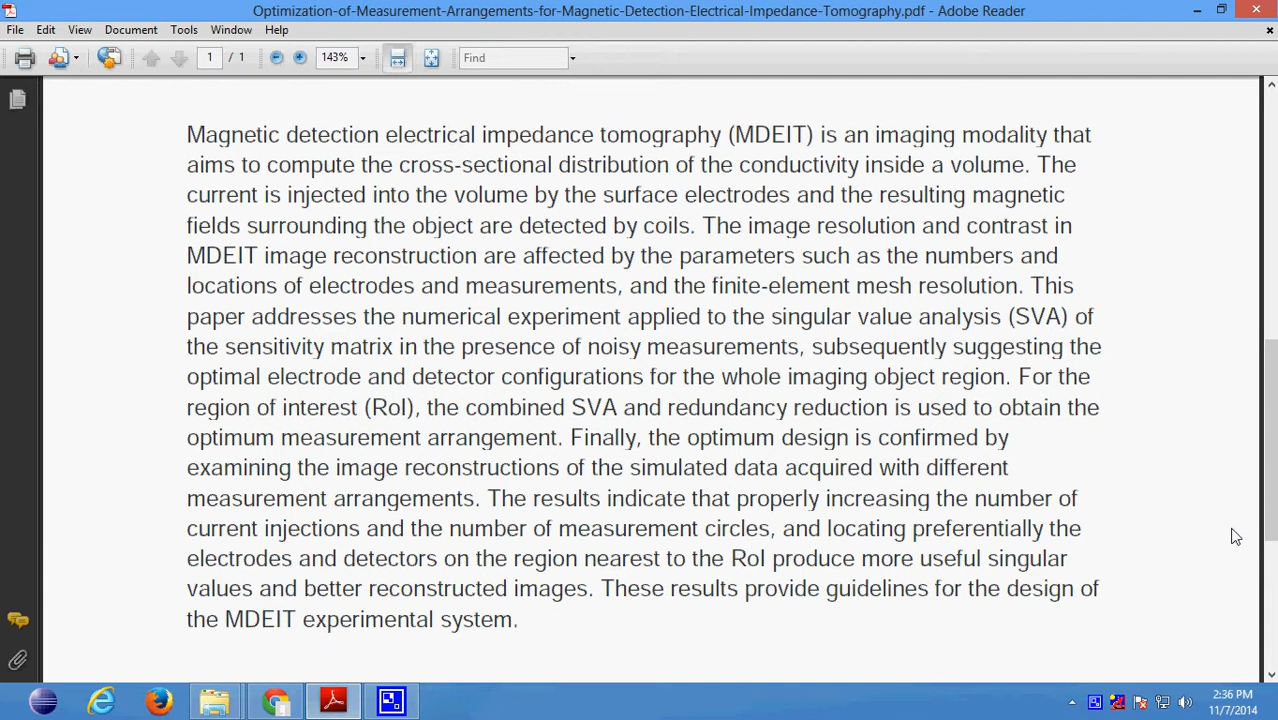 Optimization-of-Measurement-Arrangements-for-Magnetic-Detection-Electrical-Impedance-Tomography.pdf - Adobe Reader
File Edit View Document Tools Window Help
1 / 1 143% Find
Magnetic detection electrical impedance tomography (MDEIT) is an imaging modality that
aims to compute the cross-sectional distribution of the conductivity inside a volume. The
current is injected into the volume by the surface electrodes and the resulting magnetic
fields surrounding the object are detected by coils. The image resolution and contrast in
MDEIT image reconstruction are affected by the parameters such as the numbers and
locations of electrodes and measurements, and the finite-element mesh resolution. This
paper addresses the numerical experiment applied to the singular value analysis (SVA) of
the sensitivity matrix in the presence of noisy measurements, subsequently suggesting the
optimal electrode and detector configurations for the whole imaging object region. For the
region of interest (RoI), the combined SVA and redundancy reduction is used to obtain the
optimum measurement arrangement. Finally, the optimum design is confirmed by
examining the image reconstructions of the simulated data acquired with different
measurement arrangements. The results indicate that properly increasing the number of
current injections and the number of measurement circles, and locating preferentially the
electrodes and detectors on the region nearest to the RoI produce more useful singular
values and better reconstructed images. These results provide guidelines for the design of
the MDEIT experimental system.
2:36 PM
11/7/2014